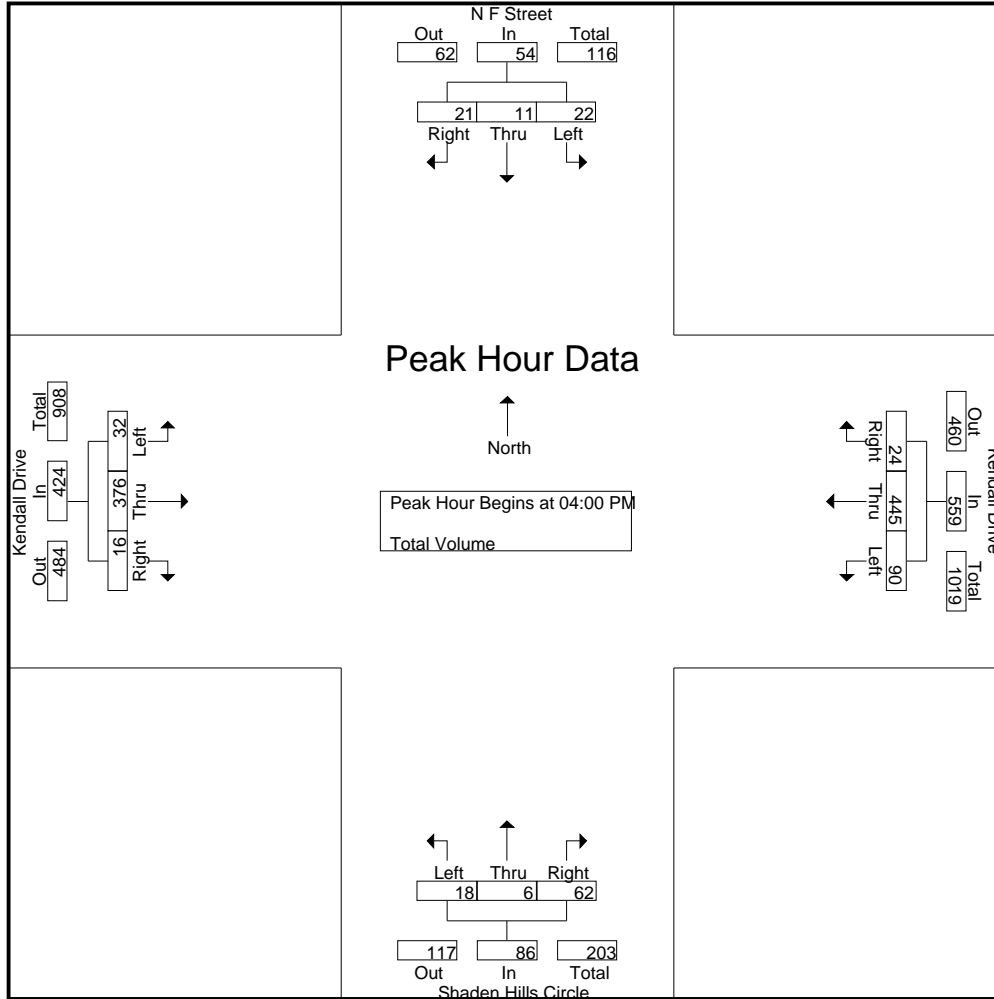 N F Street
Out In Total
62 54 116
21 11 22
Right Thru Left
Peak Hour Data
North
Peak Hour Begins at 04:00 PM
Total Volume
Kendall Drive
Out In Total
484 424 908
16 376 32
Right Thru Left
Kendall Drive
Out In Total
460 559 1019
24 445 90
Right Thru Left
Left Thru Right
18 6 62
117 86 203
Out In Total
Shaden Hills Circle